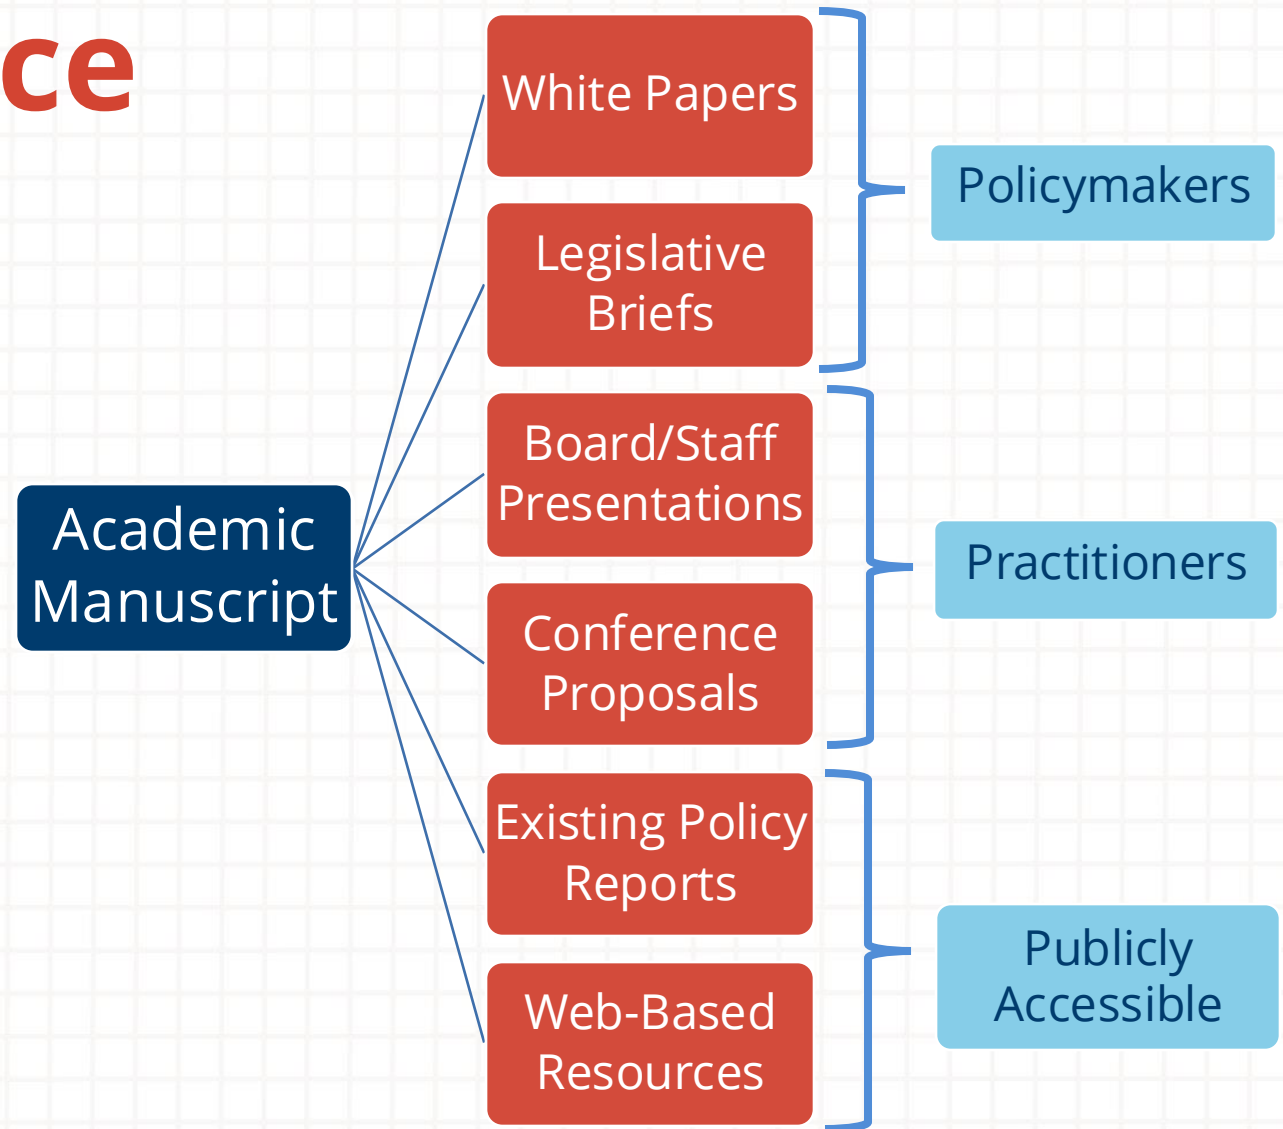 ce
White Papers
Legislative
Briefs
Policymakers
Board/Staff
Presentations
Academic
Manuscript
Conference
Proposals
Practitioners
Existing Policy
Reports
Web-Based
Resources
Publicly
Accessible